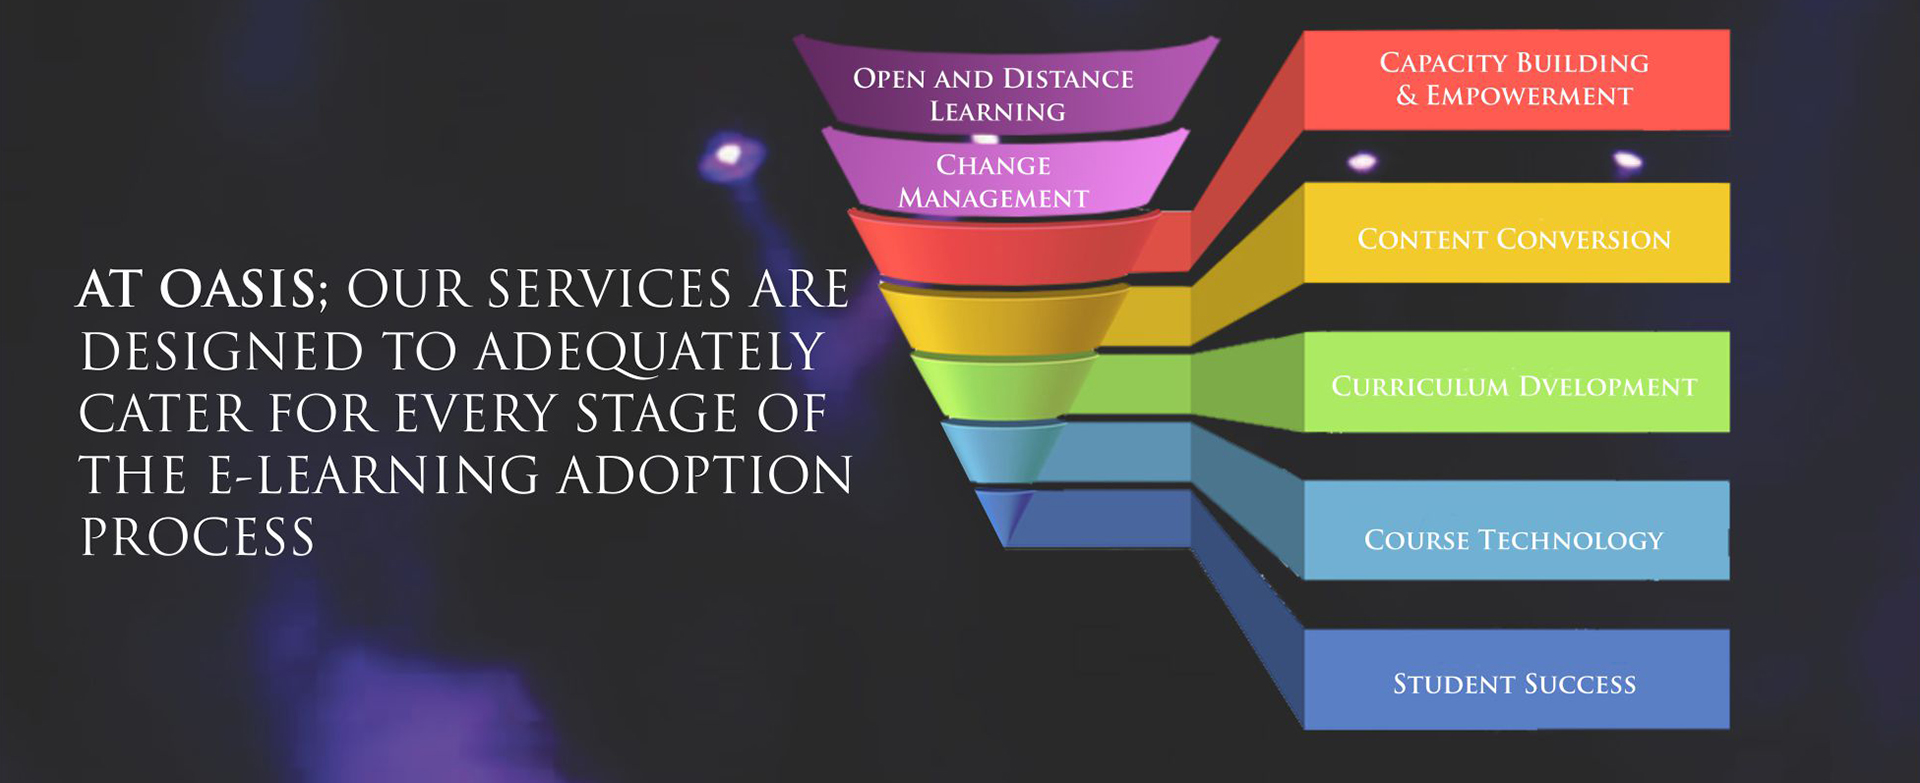 AT OASIS; OUR SERVICES ARE
DESIGNED TO ADEQUATELY
CATER FOR EVERY STAGE OF
THE E-LEARNING ADOPTION
PROCESS
OPEN AND DISTANCE
LEARNING
CHANGE
MANAGEMENT
CAPACITY BUILDING
& EMPOWERMENT
CONTENT CONVERSION
CURRICULUM DVELOPMENT
COURSE TECHNOLOGY
STUDENT SUCCESS